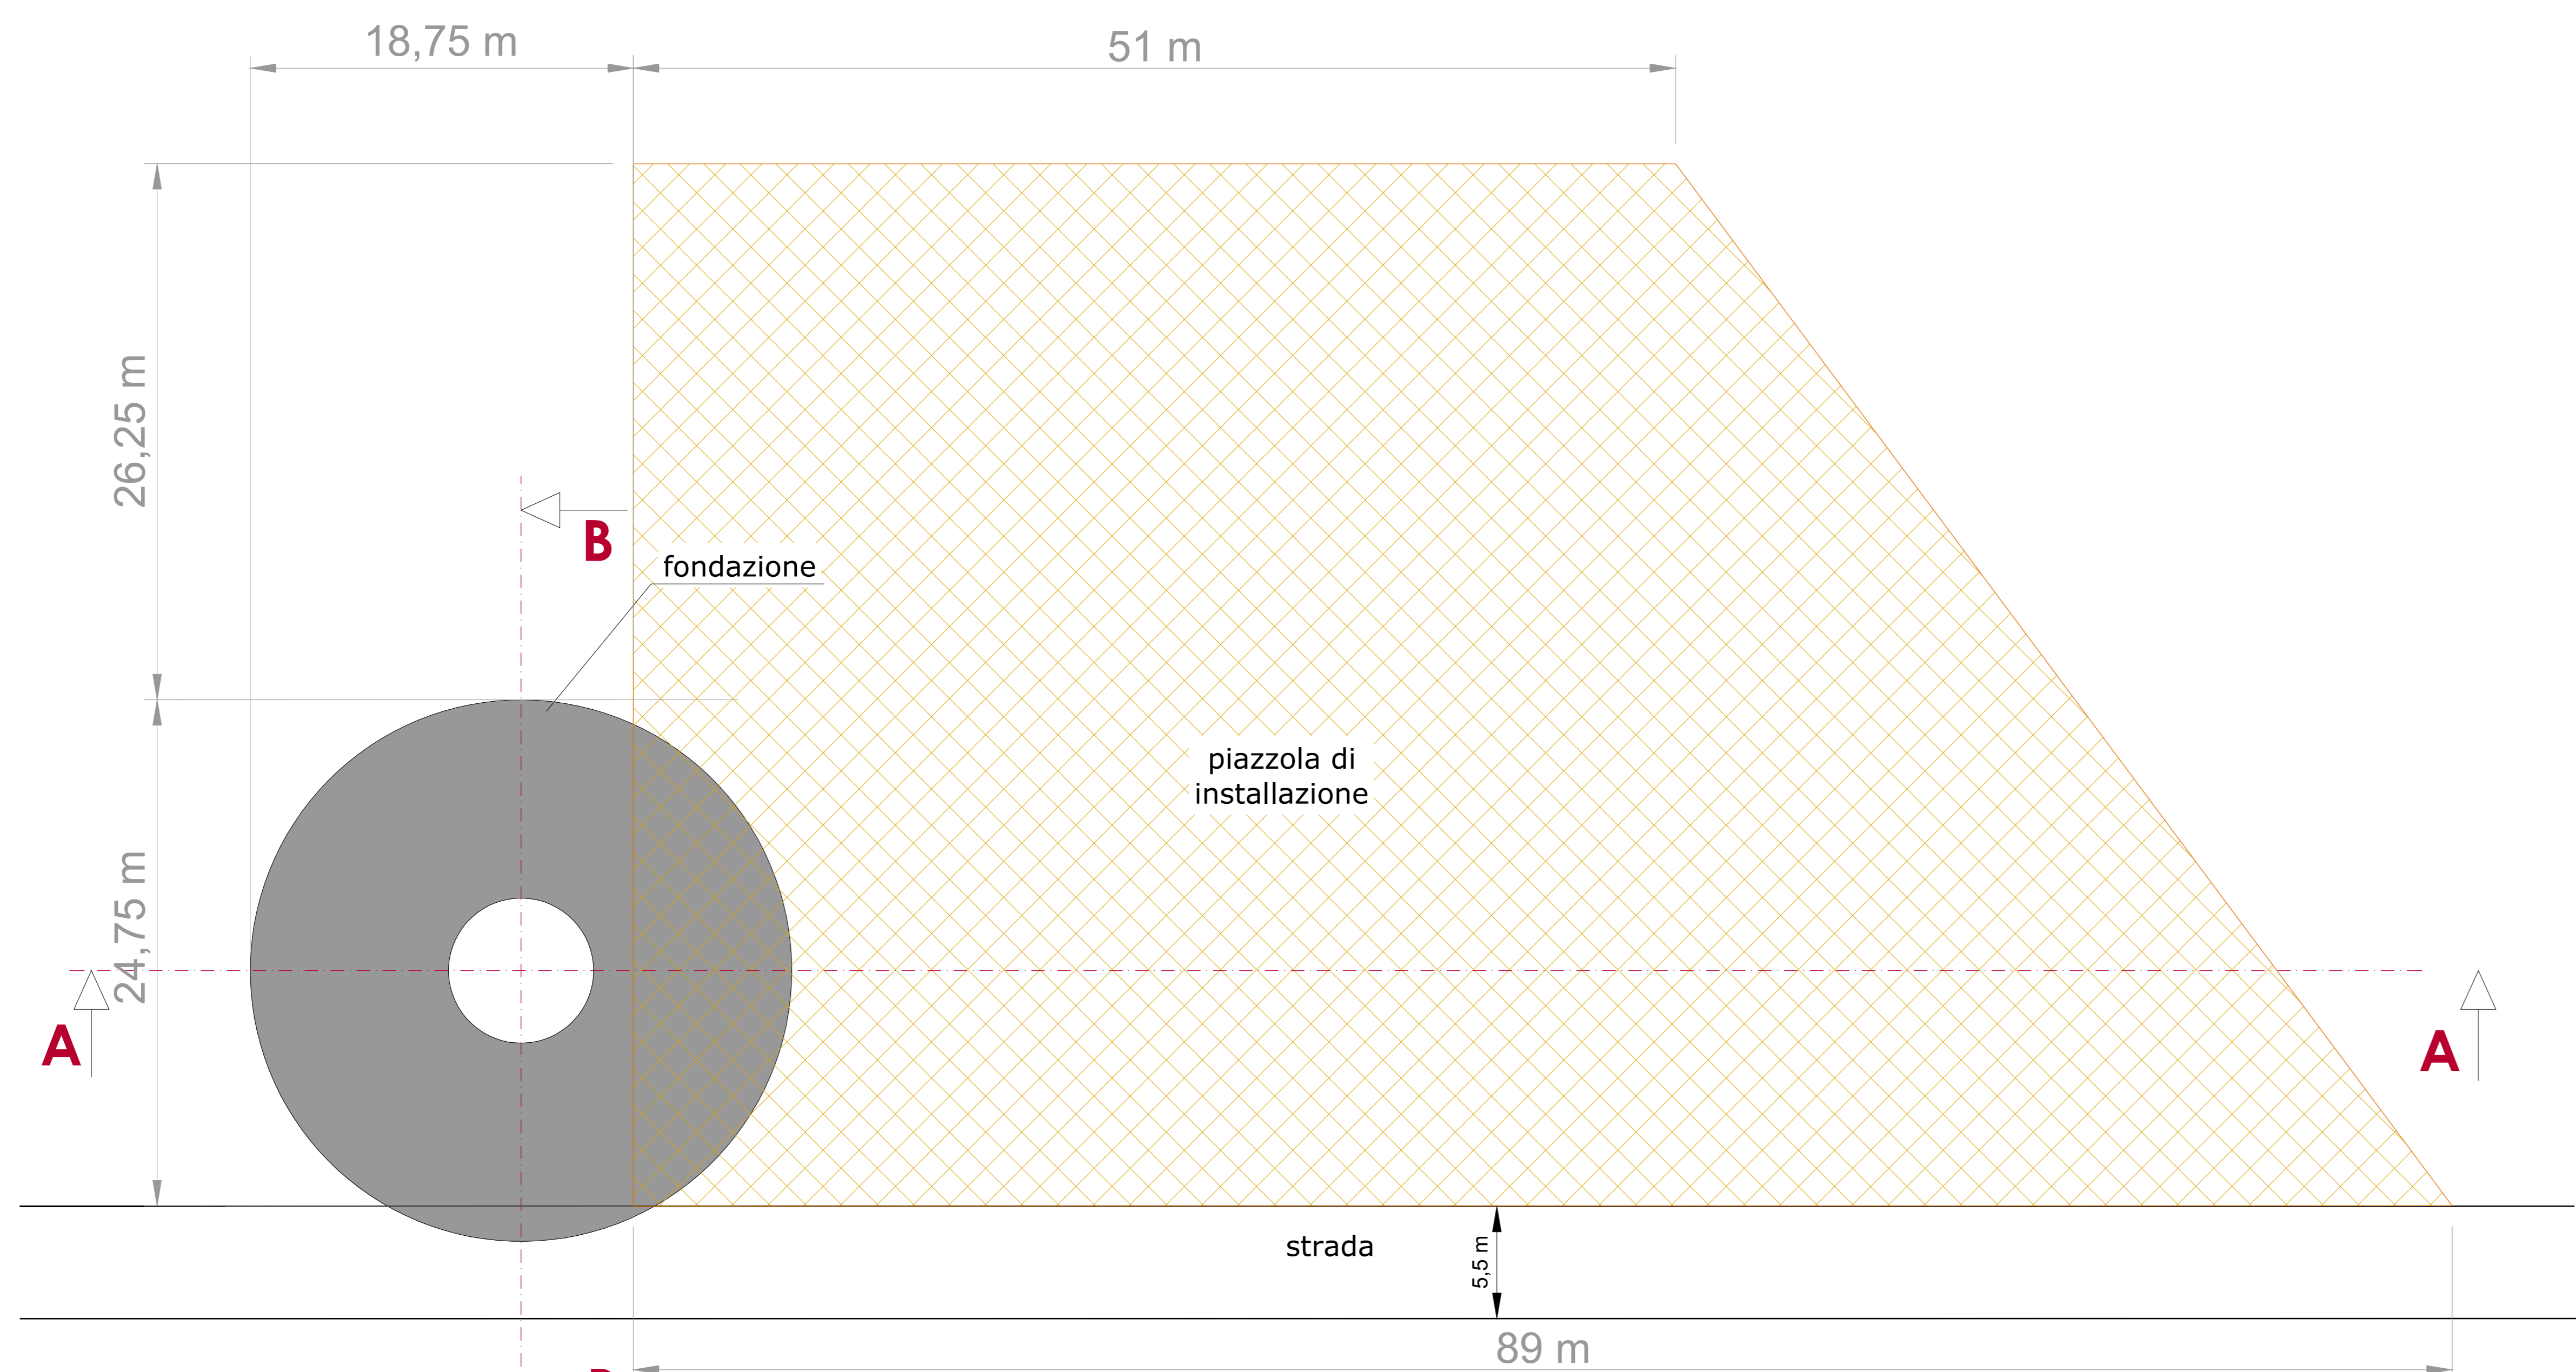 18,75 m
51 m
26,25 m
B
fondazione
piazzola di
installazione
24,75 m
A
A
strada
5,5 m
89 m